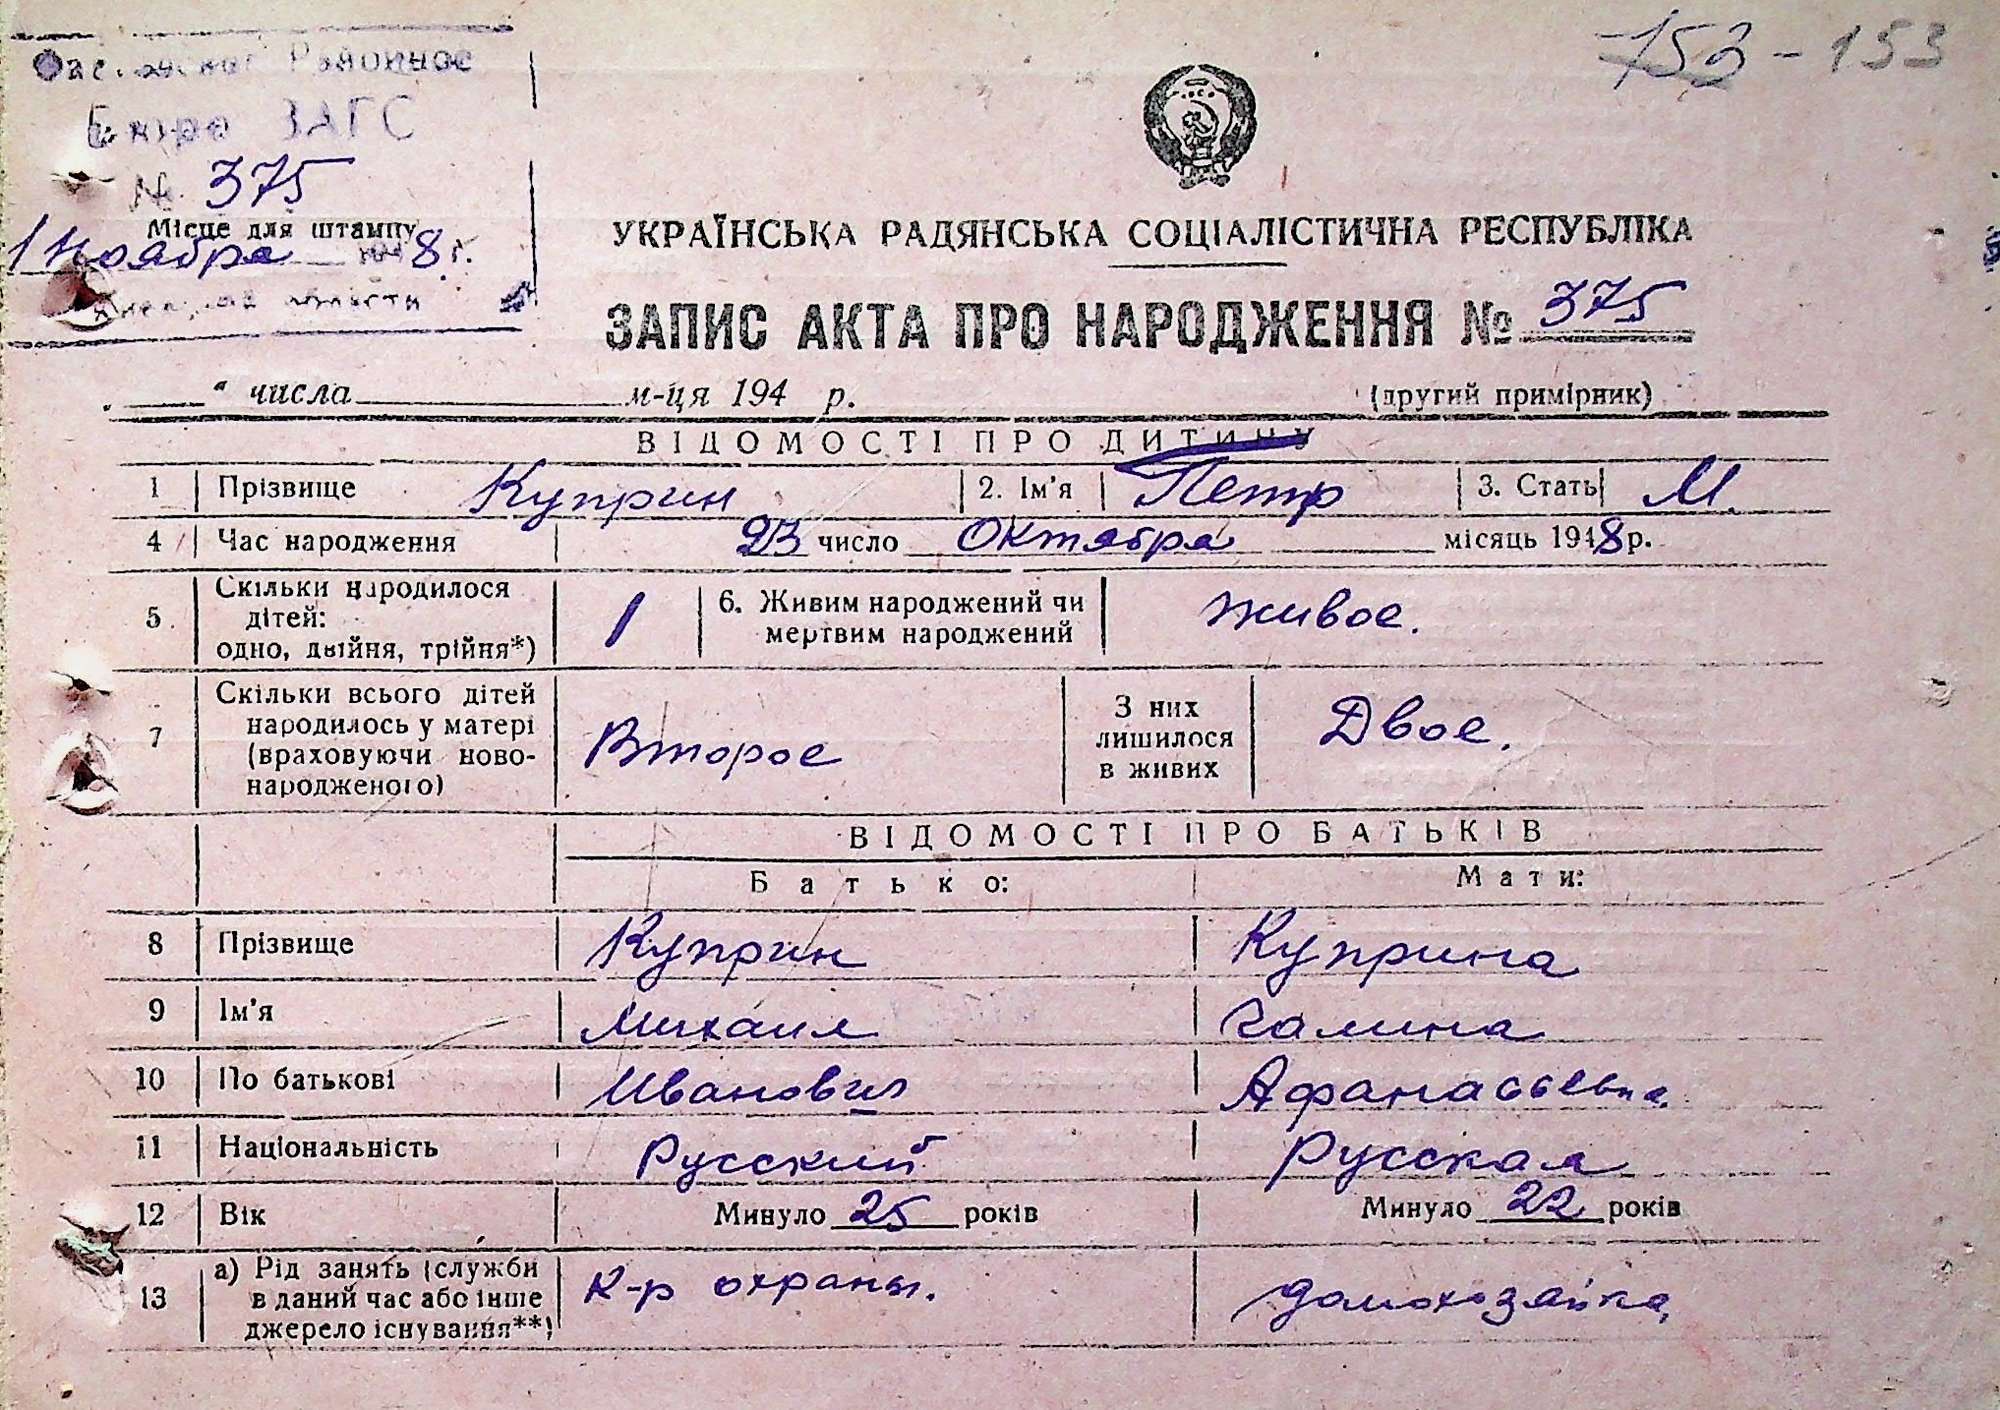 153 - 153
Районное
Бюро ЗАГС
№ 375
Місце для штампу
1 Ноября 1948 г.
области
УКРАЇНСЬКА РАДЯНСЬКА СОЦІАЛІСТИЧНА РЕСПУБЛІКА
ЗАПИС АКТА ПРО НАРОДЖЕННЯ № 375
„ “ числа м-ця 194 р. (другий примірник)
ВІДОМОСТІ ПРО ДИТИНУ
1 Прізвище Куприн 2. Ім’я Петр 3. Стать М.
4 Час народження 23 число Октября місяць 1948 р.
5 Скільки народилося дітей: одно, двійня, трійня*) 1 6. Живим народжений чи мертвим народжений живое.
7 Скільки всього дітей народилось у матері (враховуючи ново-народженого) Второе З них лишилося в живих Двое.
ВІДОМОСТІ ПРО БАТЬКІВ
Батько: Мати:
8 Прізвище Куприн Куприна
9 Ім’я Михаил Галина
10 По батькові Иванович Афанасьевна.
11 Національність Русский Русская
12 Вік Минуло 25 років Минуло 22 років
13 а) Рід занять (служби в даний час або інше джерело існування**) К-р охраны. домохозяйка,